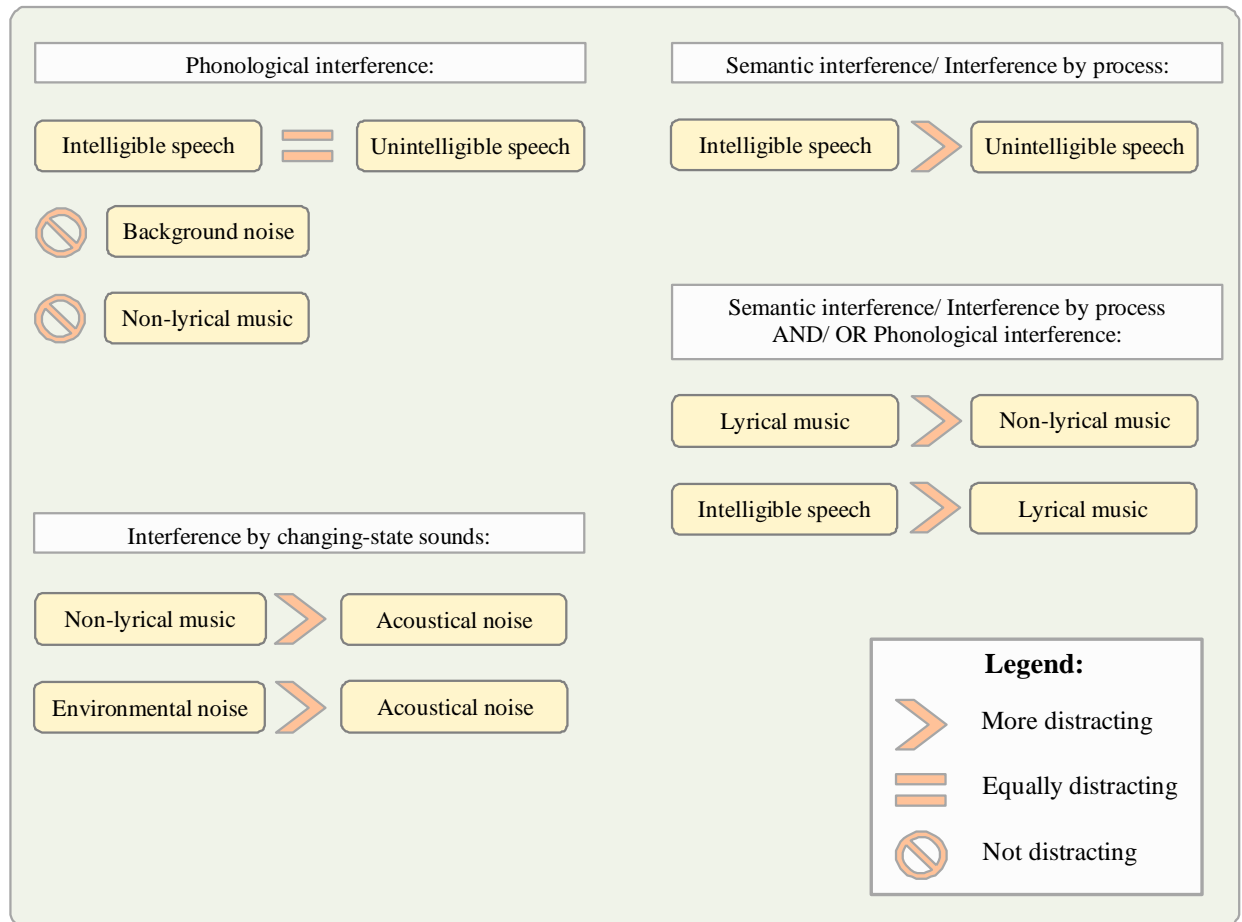 Phonological interference:
Intelligible speech
Unintelligible speech
Background noise
Non-lyrical music
Interference by changing-state sounds:
Non-lyrical music
Acoustical noise
Environmental noise
Acoustical noise
Semantic interference/ Interference by process:
Intelligible speech
Unintelligible speech
Semantic interference/ Interference by process
AND/ OR Phonological interference:
Lyrical music
Non-lyrical music
Intelligible speech
Lyrical music
Legend:
More distracting
Equally distracting
Not distracting